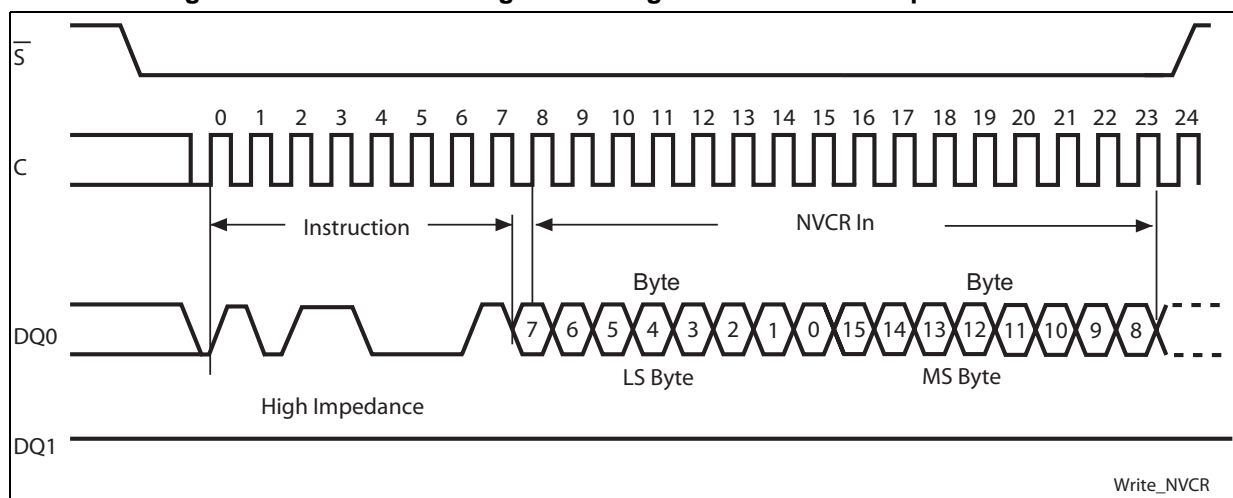 S
0 1 2 3 4 5 6 7 8 9 10 11 12 13 14 15 16 17 18 19 20 21 22 23 24
C
Instruction NVCR In
Byte Byte
DQ0 7 6 5 4 3 2 1 0 15 14 13 12 11 10 9 8
LS Byte MS Byte
High Impedance
DQ1
Write_NVCR